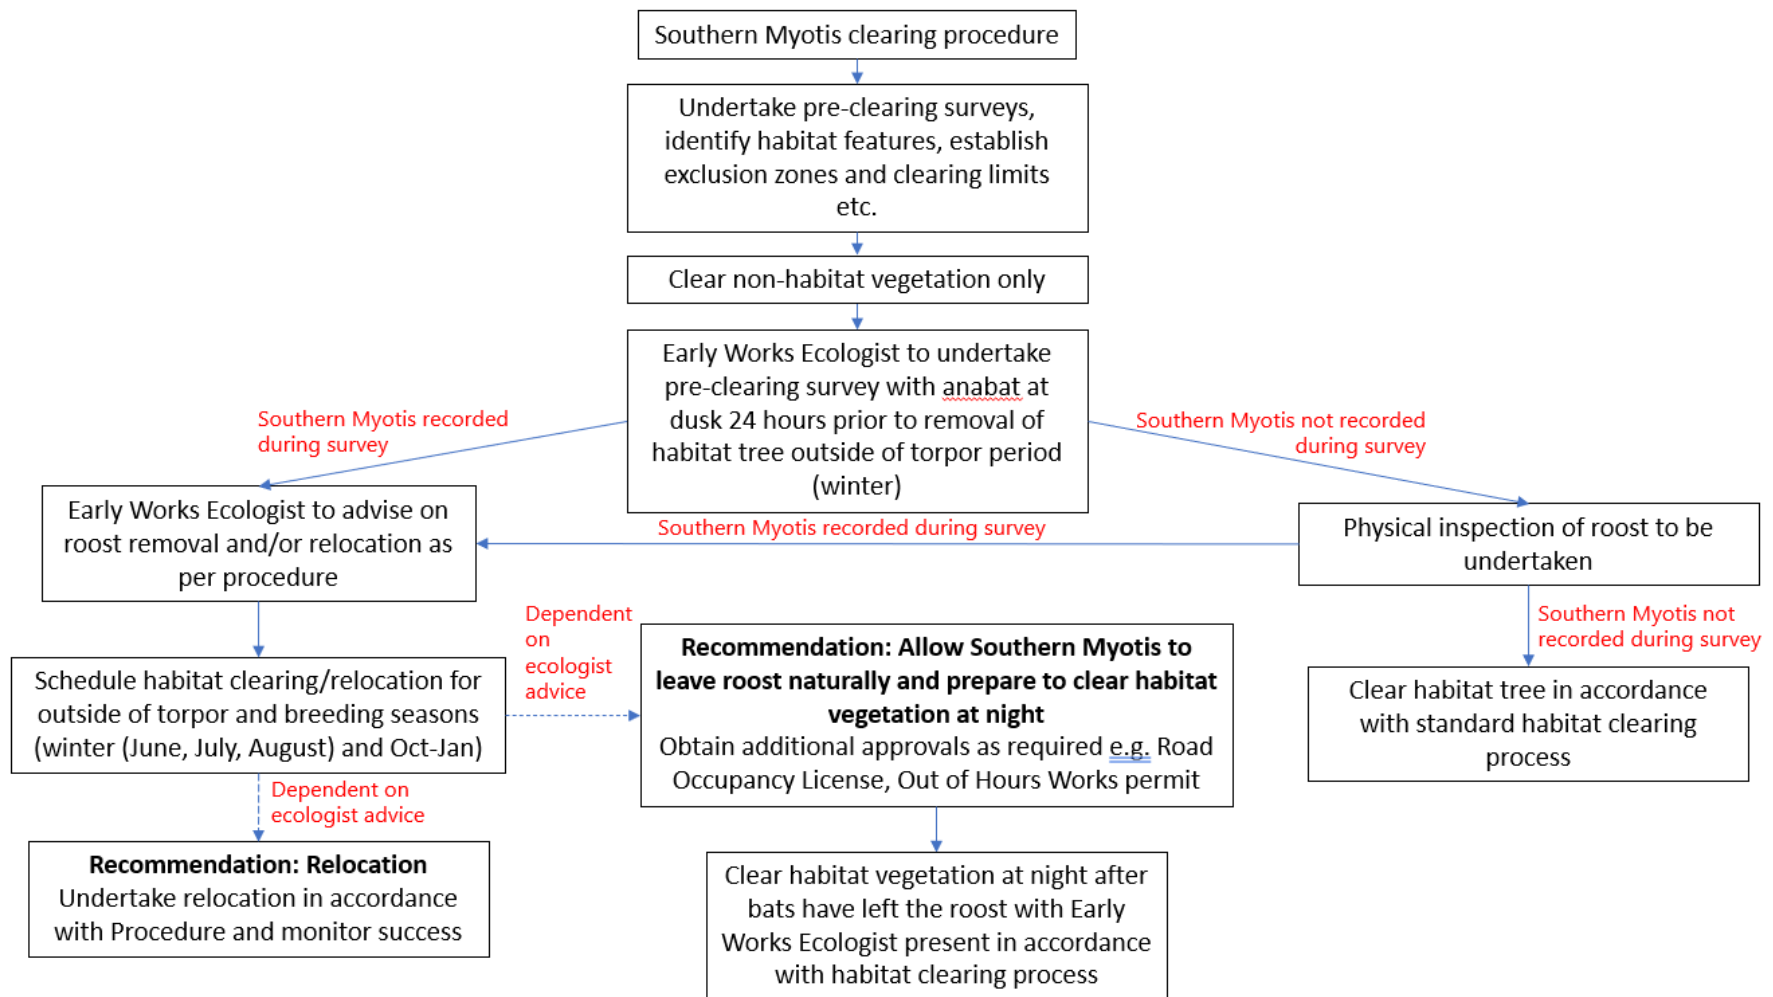 Southern Myotis clearing procedure
Undertake pre-clearing surveys,
identify habitat features, establish
exclusion zones and clearing limits
etc.
Clear non-habitat vegetation only
Early Works Ecologist to undertake
pre-clearing survey with anabat at
dusk 24 hours prior to removal of
habitat tree outside of torpor period
(winter)
Southern Myotis recorded
during survey
Southern Myotis not recorded
during survey
Early Works Ecologist to advise on
roost removal and/or relocation as
per procedure
Southern Myotis recorded during survey
Physical inspection of roost to be
undertaken
Southern Myotis not
recorded during survey
Clear habitat tree in accordance
with standard habitat clearing
process
Schedule habitat clearing/relocation for
outside of torpor and breeding seasons
(winter (June, July, August) and Oct-Jan)
Dependent
on
ecologist
advice
Recommendation: Allow Southern Myotis to
leave roost naturally and prepare to clear habitat
vegetation at night
Obtain additional approvals as required e.g. Road
Occupancy License, Out of Hours Works permit
Dependent on
ecologist advice
Recommendation: Relocation
Undertake relocation in accordance
with Procedure and monitor success
Clear habitat vegetation at night after
bats have left the roost with Early
Works Ecologist present in accordance
with habitat clearing process